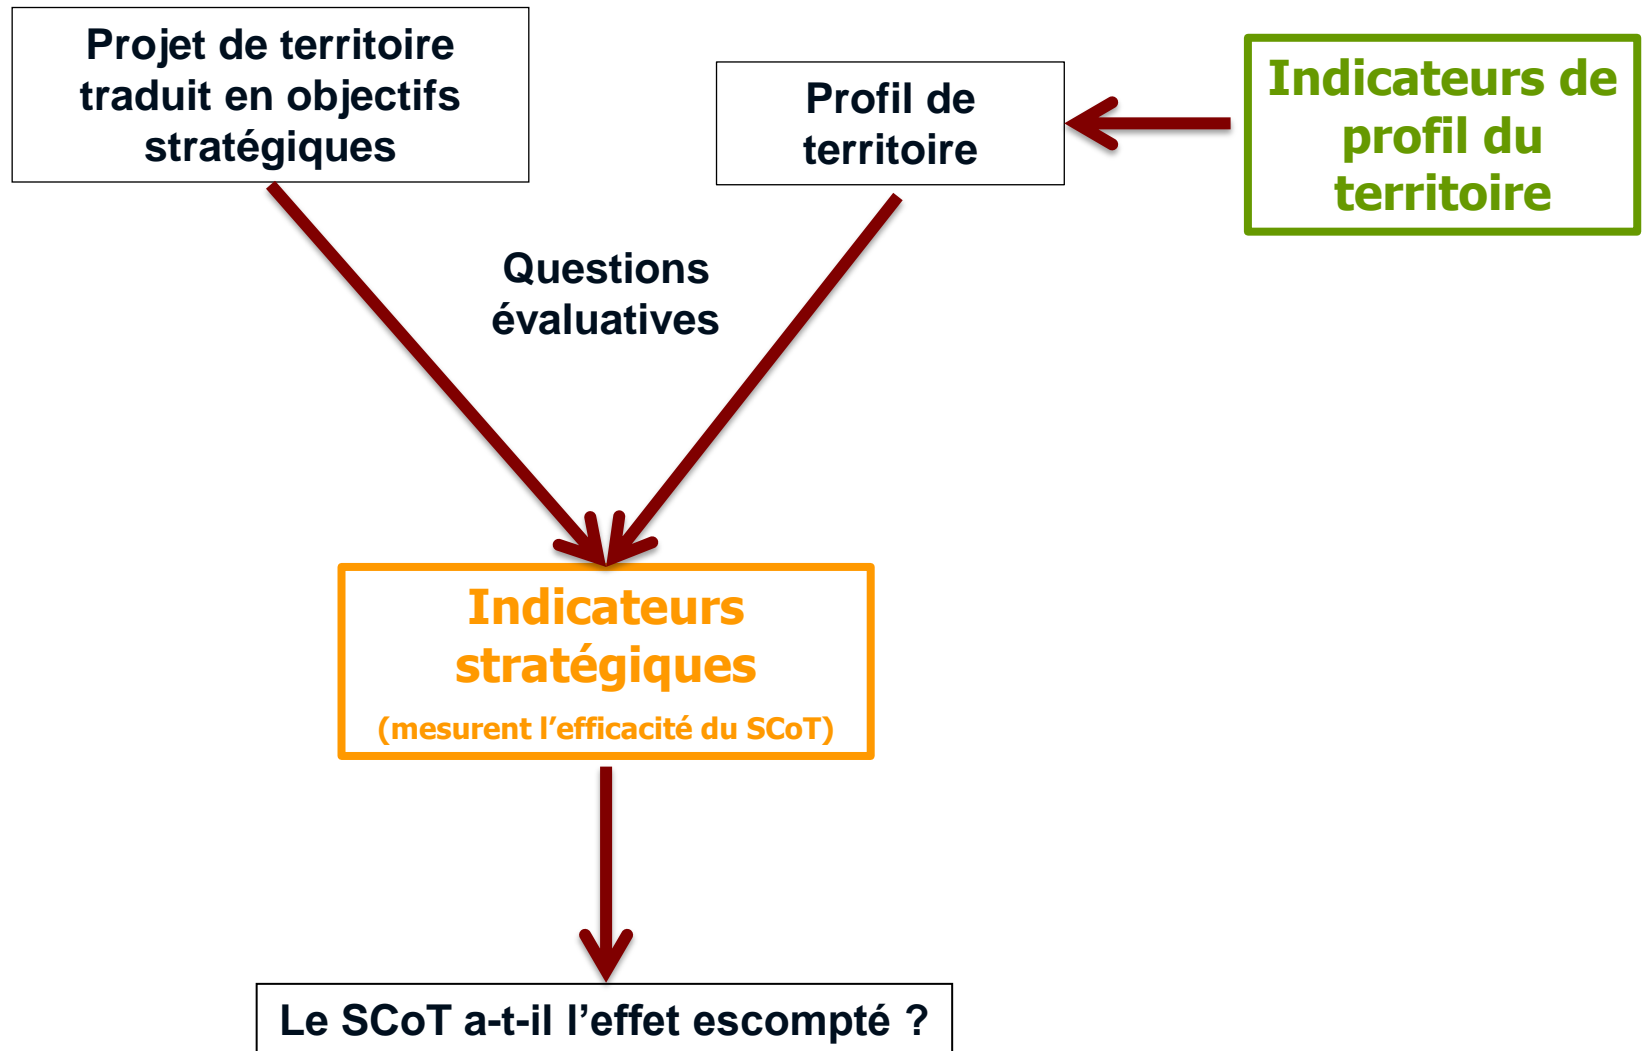 Projet de territoire
traduit en objectifs
stratégiques
Profil de
territoire
Indicateurs de
profil du
territoire
Questions
évaluatives
Indicateurs
stratégiques
(mesurent l’efficacité du SCoT)
Le SCoT a-t-il l’effet escompté ?